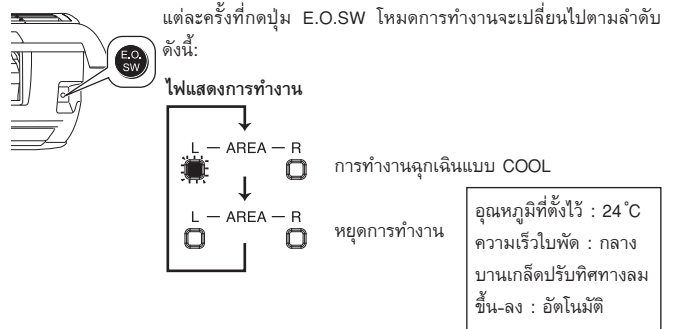 แต่ละครั้งที่กดปุ่ม E.O.SW โหมดการทำงานจะเปลี่ยนไปตามลำดับ
ดังนี้:
E.O.
SW
ไฟแสดงการทำงาน
L – AREA – R
การทำงานฉุกเฉินแบบ COOL
L – AREA – R
หยุดการทำงาน
อุณหภูมิที่ตั้งไว้ : 24˚C
ความเร็วใบพัด : กลาง
บานเกล็ดปรับทิศทางลม
ขึ้น-ลง : อัตโนมัติ